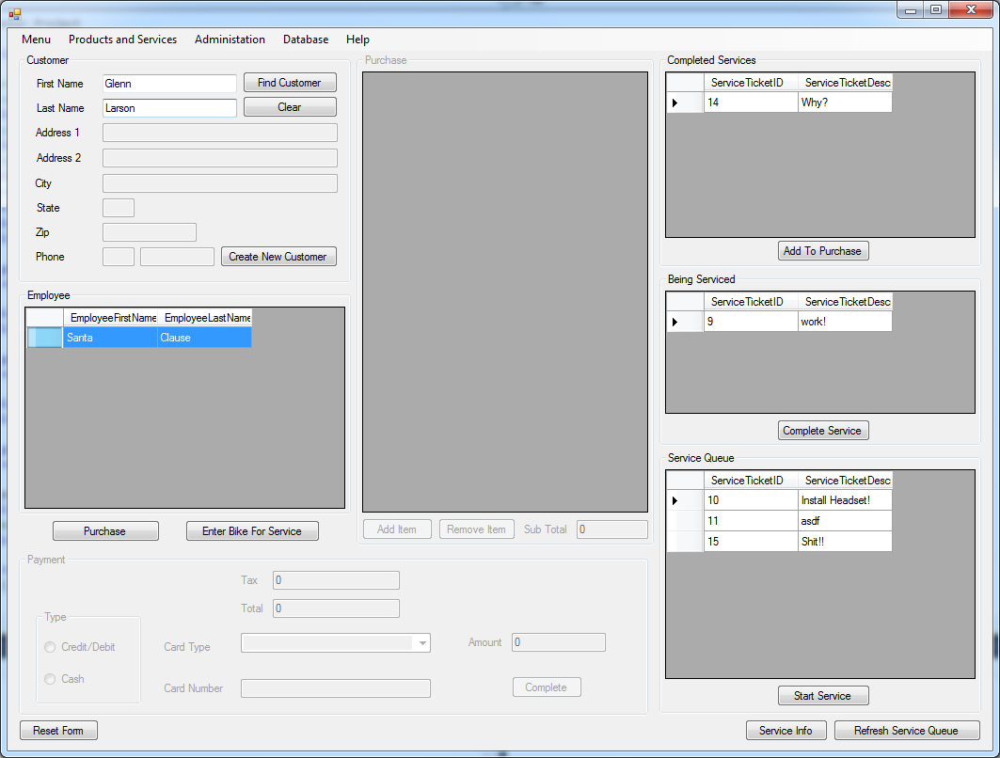 Menu Products and Services Administation Database Help
Customer
First Name Glenn Find Customer
Last Name Larson Clear
Address 1
Address 2
City
State
Zip
Phone Create New Customer
Employee
EmployeeFirstName EmployeeLastName
Santa Clause
Purchase Enter Bike For Service
Purchase
Add Item Remove Item Sub Total 0
Completed Services
ServiceTicketID ServiceTicketDesc
14 Why?
Add To Purchase
Being Serviced
ServiceTicketID ServiceTicketDesc
9 work!
Complete Service
Service Queue
ServiceTicketID ServiceTicketDesc
10 Install Headset!
11 asdf
15 Shit!!
Start Service
Payment
Tax 0
Total 0
Type
Credit/Debit
Cash
Card Type Amount 0
Card Number Complete
Reset Form Service Info Refresh Service Queue